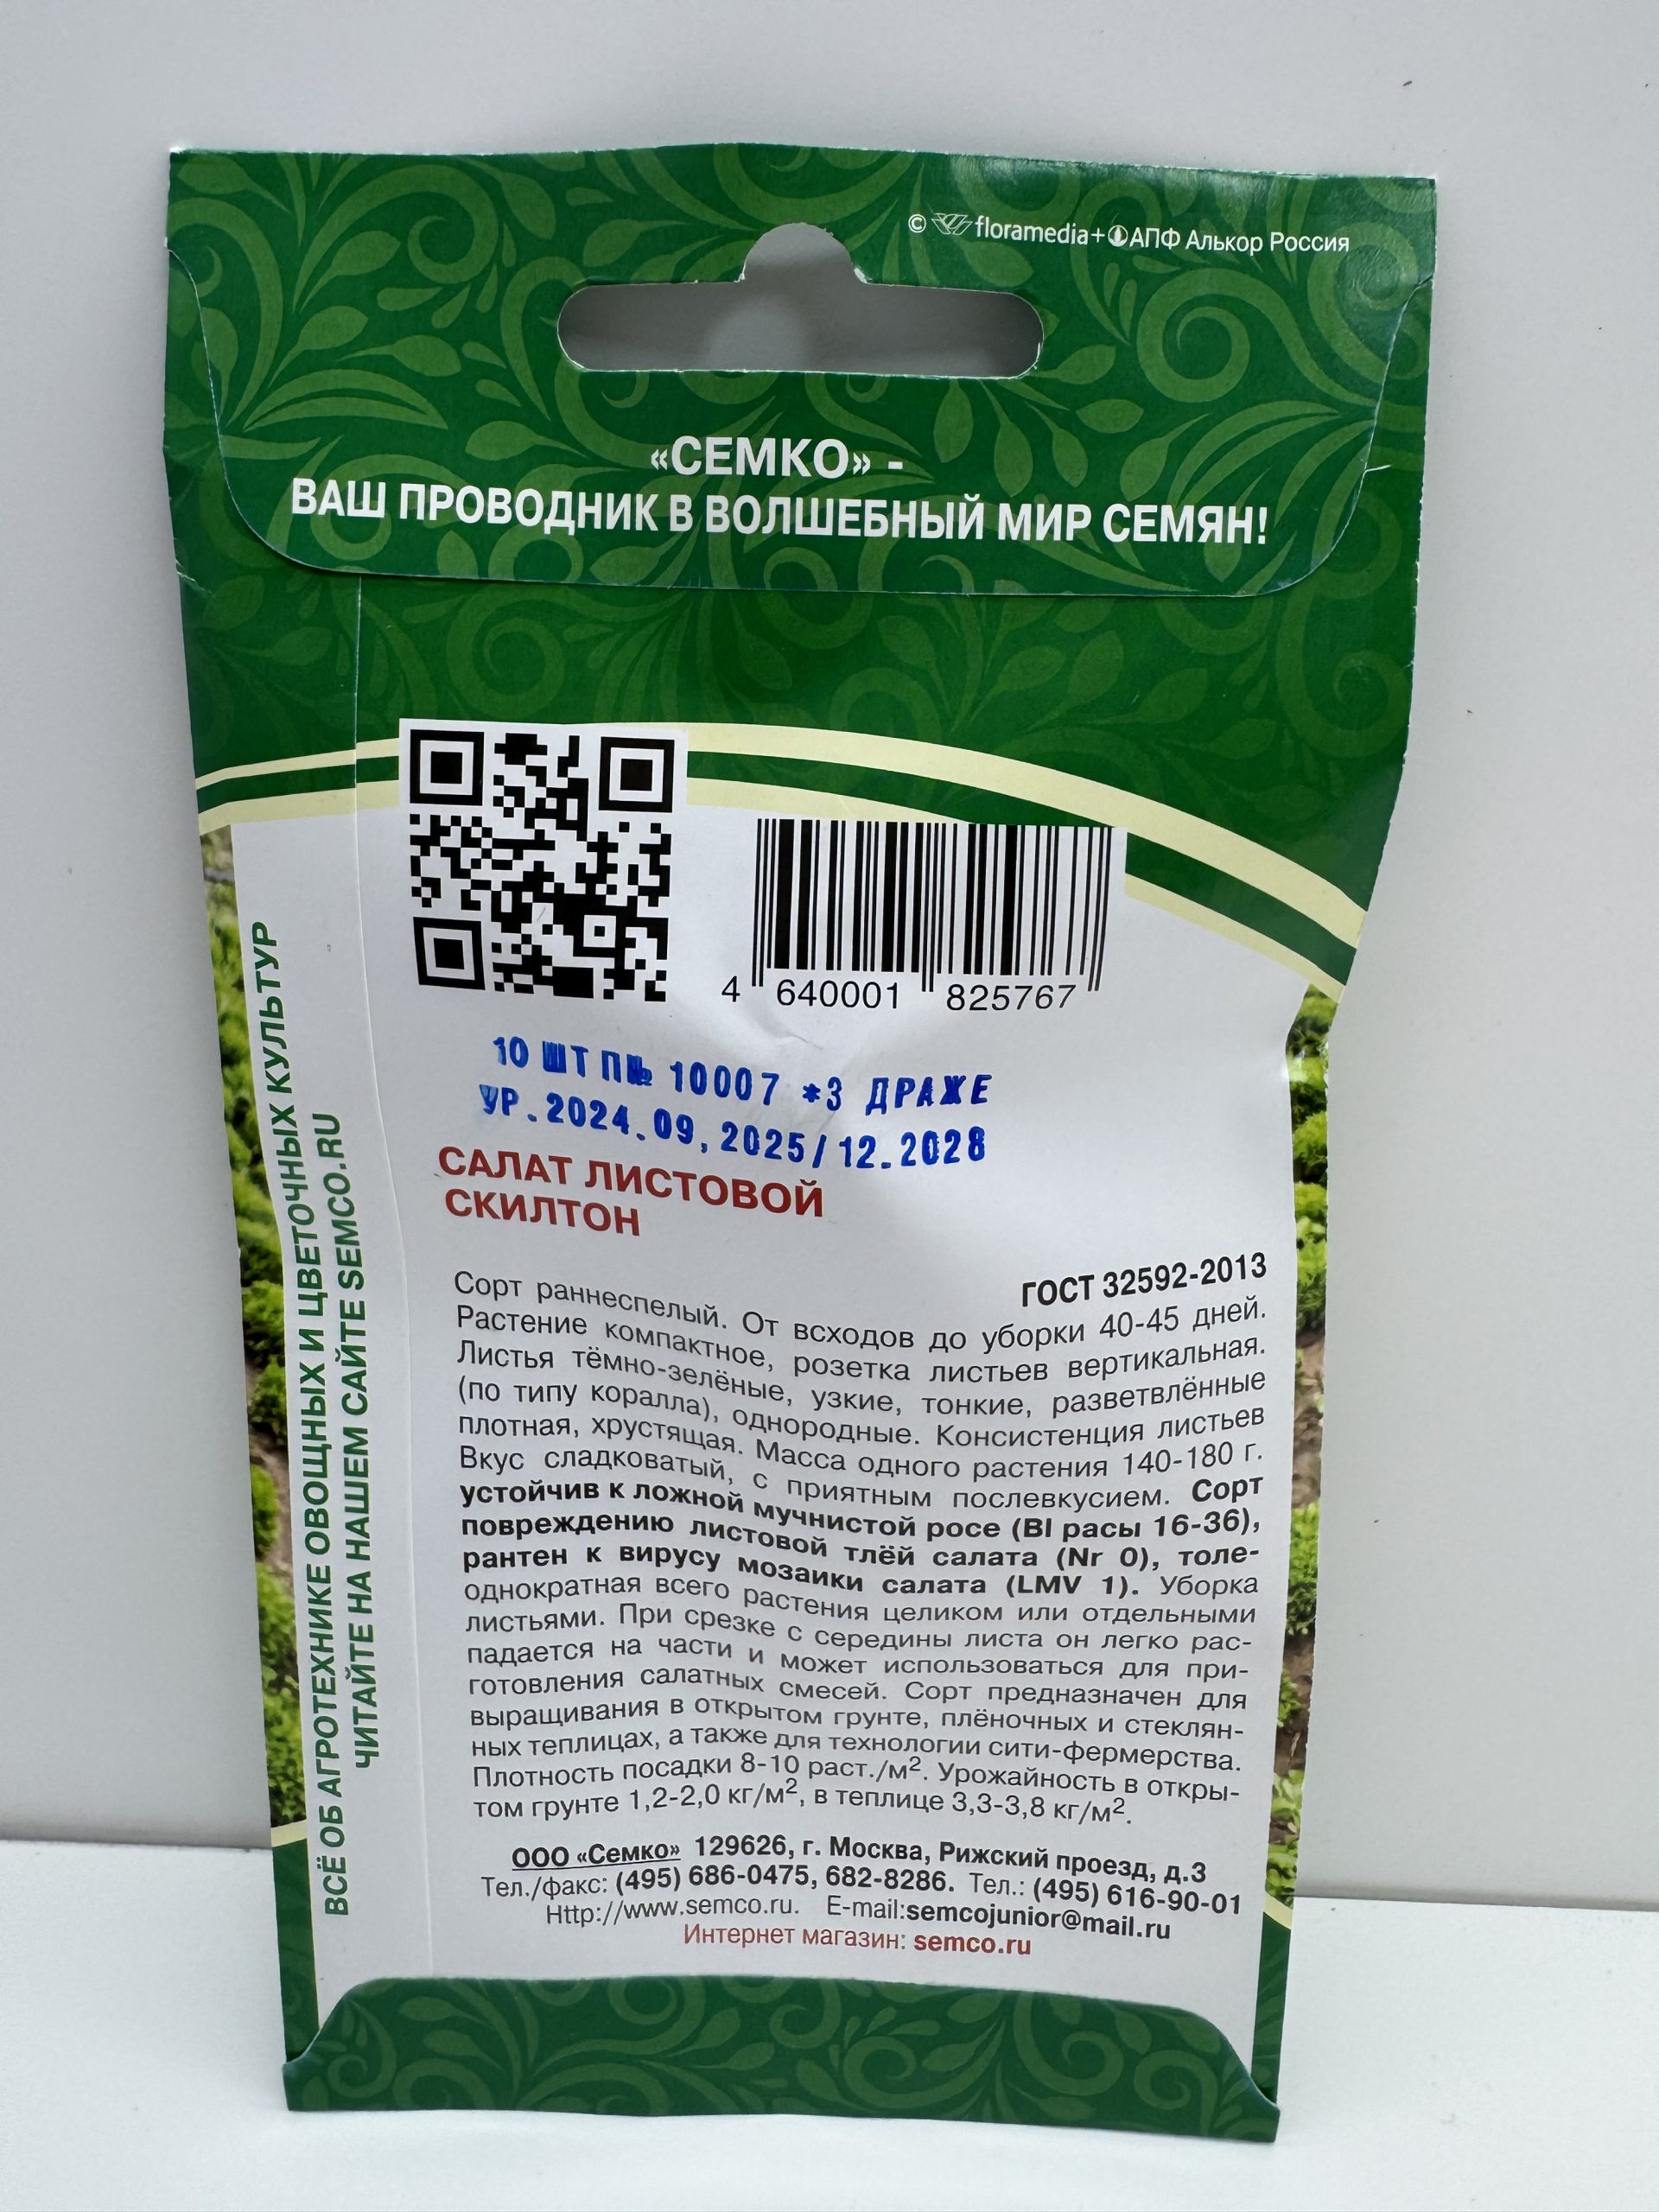 © floramedia+АПФ Алькор Россия
«СЕМКО» -
ВАШ ПРОВОДНИК В ВОЛШЕБНЫЙ МИР СЕМЯН!
4 640001 825767
10 ШТ П№ 10007 *3 ДРАЖЕ
УР.2024.09,2025/12.2028
САЛАТ ЛИСТОВОЙ
СКИЛТОН
ГОСТ 32592-2013
Сорт раннеспелый. От всходов до уборки 40-45 дней.
Растение компактное, розетка листьев вертикальная.
Листья тёмно-зелёные, узкие, тонкие, разветвлённые
(по типу коралла), однородные. Консистенция листьев
плотная, хрустящая. Масса одного растения 140-180 г.
Вкус сладковатый, с приятным послевкусием. Сорт
устойчив к ложной мучнистой росе (Bl расы 16-36),
повреждению листовой тлёй салата (Nr 0), толе-
рантен к вирусу мозаики салата (LMV 1). Уборка
однократная всего растения целиком или отдельными
листьями. При срезке с середины листа он легко рас-
падается на части и может использоваться для при-
готовления салатных смесей. Сорт предназначен для
выращивания в открытом грунте, плёночных и стеклян-
ных теплицах, а также для технологии сити-фермерства.
Плотность посадки 8-10 раст./м². Урожайность в откры-
том грунте 1,2-2,0 кг/м², в теплице 3,3-3,8 кг/м².
ООО «Семко» 129626, г. Москва, Рижский проезд, д.3
Тел./факс: (495) 686-0475, 682-8286. Тел.: (495) 616-90-01
Http://www.semco.ru. E-mail:semcojunior@mail.ru
Интернет магазин: semco.ru
ВСЁ ОБ АГРОТЕХНИКЕ ОВОЩНЫХ И ЦВЕТОЧНЫХ КУЛЬТУР
ЧИТАЙТЕ НА НАШЕМ САЙТЕ SEMCO.RU